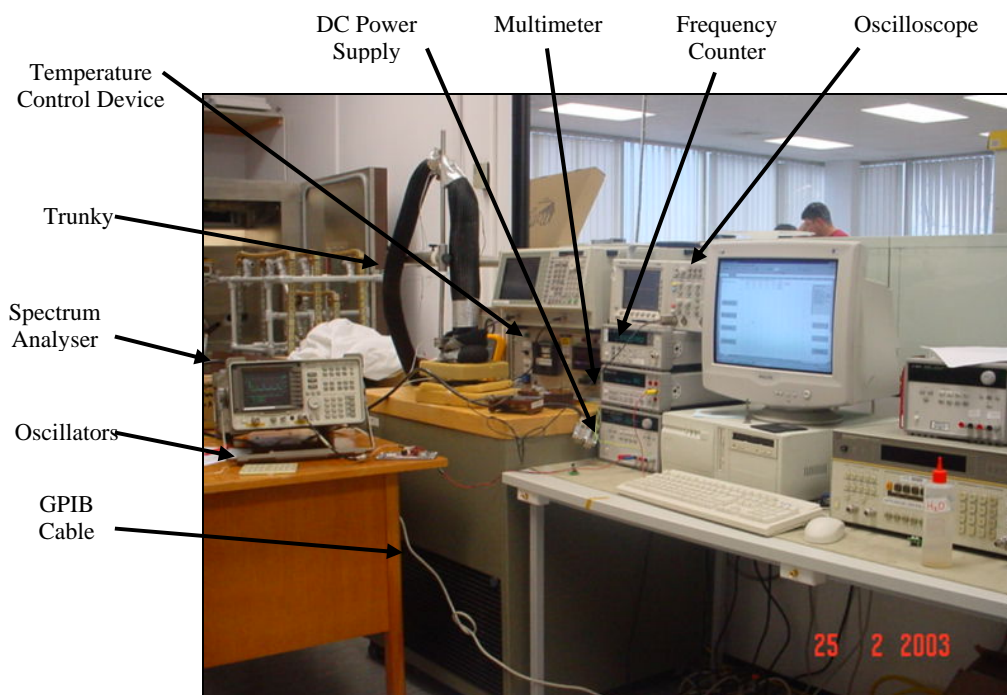 DC Power
Supply
Multimeter
Frequency
Counter
Oscilloscope
Temperature
Control Device
Trunky
Spectrum
Analyser
Oscillators
GPIB
Cable
H2O
25 2 2003